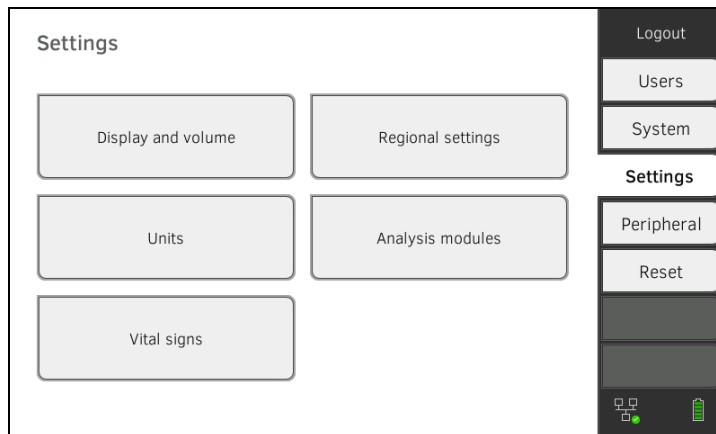 Settings
Display and volume
Regional settings
Units
Analysis modules
Vital signs
Logout
Users
System
Settings
Peripheral
Reset